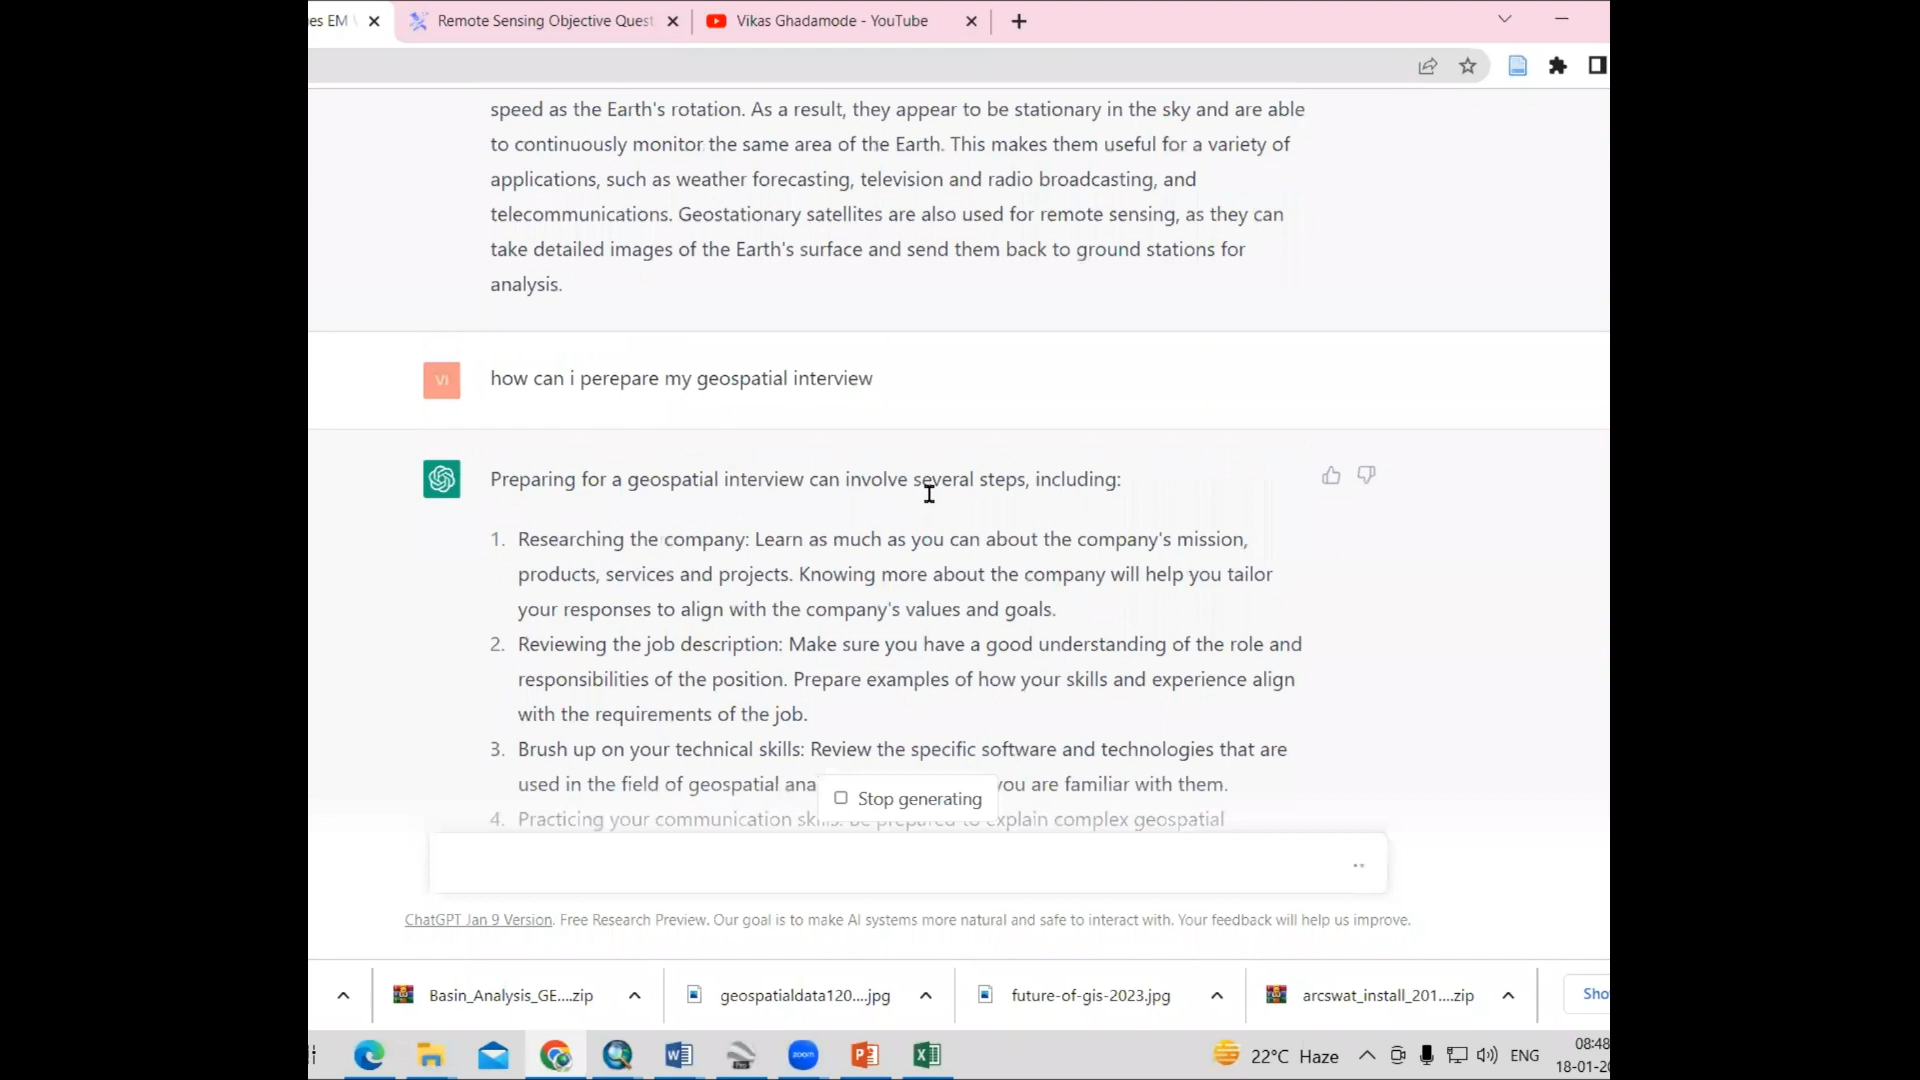 es EM
Remote Sensing Objective Quest
Vikas Ghadamode - YouTube
speed as the Earth's rotation. As a result, they appear to be stationary in the sky and are able
to continuously monitor the same area of the Earth. This makes them useful for a variety of
applications, such as weather forecasting, television and radio broadcasting, and
telecommunications. Geostationary satellites are also used for remote sensing, as they can
take detailed images of the Earth's surface and send them back to ground stations for
analysis.
VI
how can i perepare my geospatial interview
Preparing for a geospatial interview can involve several steps, including:
1. Researching the company: Learn as much as you can about the company's mission,
products, services and projects. Knowing more about the company will help you tailor
your responses to align with the company's values and goals.
2. Reviewing the job description: Make sure you have a good understanding of the role and
responsibilities of the position. Prepare examples of how your skills and experience align
with the requirements of the job.
3. Brush up on your technical skills: Review the specific software and technologies that are
used in the field of geospatial ana you are familiar with them.
Stop generating
4. Practicing your communication skills: Be prepared to explain complex geospatial
ChatGPT Jan 9 Version. Free Research Preview. Our goal is to make AI systems more natural and safe to interact with. Your feedback will help us improve.
Basin_Analysis_GE....zip
geospatialdata120....jpg
future-of-gis-2023.jpg
arcswat_install_201....zip
Sho
zoom
22°C Haze
ENG
08:48
18-01-20